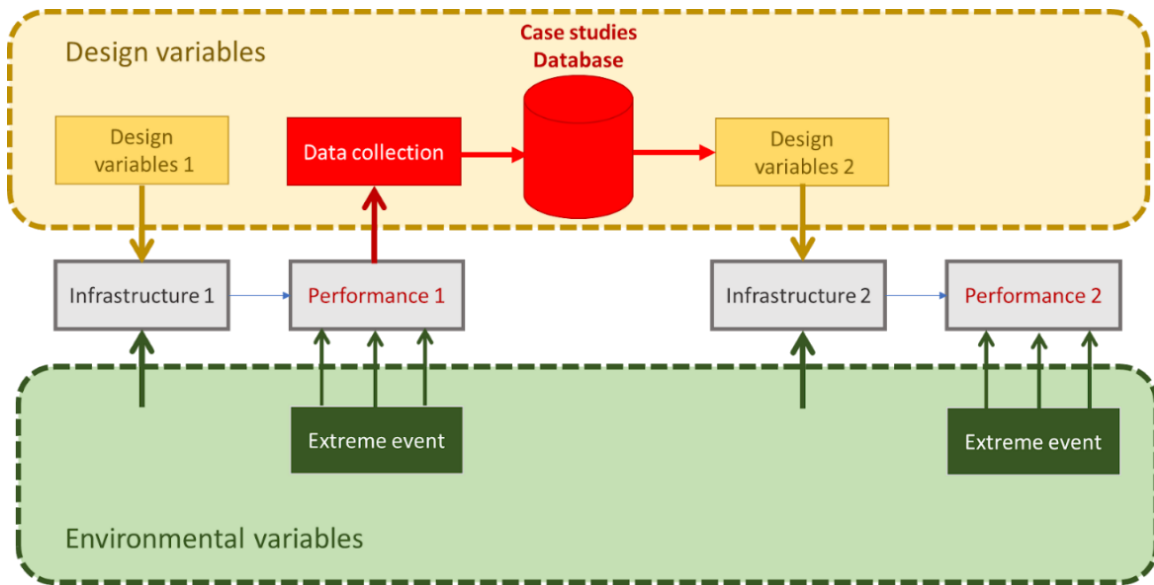 Case studies
Database
Design variables
Design
variables 1
Data collection
Design
variables 2
Infrastructure 1
Performance 1
Infrastructure 2
Performance 2
Extreme event
Extreme event
Environmental variables